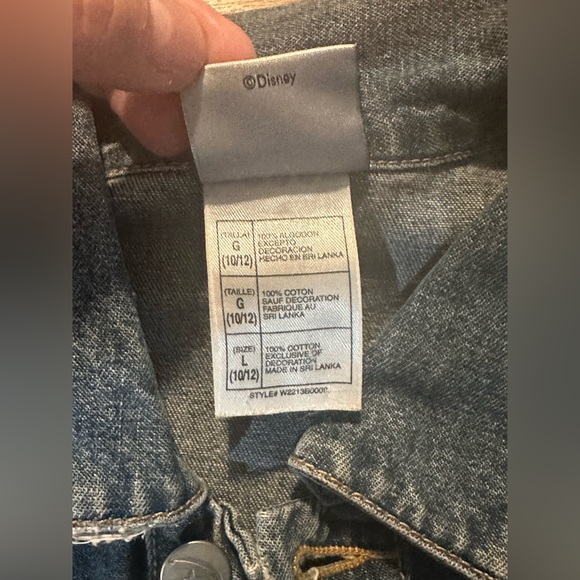 ©Disney
(TALLA)
G
(10/12)
100% ALGODON
EXCEPTO
DECORACION
HECHO EN SRI LANKA
(TAILLE)
G
(10/12)
100% COTON
SAUF DECORATION
FABRIQUE AU
SRI LANKA
(SIZE)
L
(10/12)
100% COTTON
EXCLUSIVE OF
DECORATION
MADE IN SRI LANKA
STYLE#